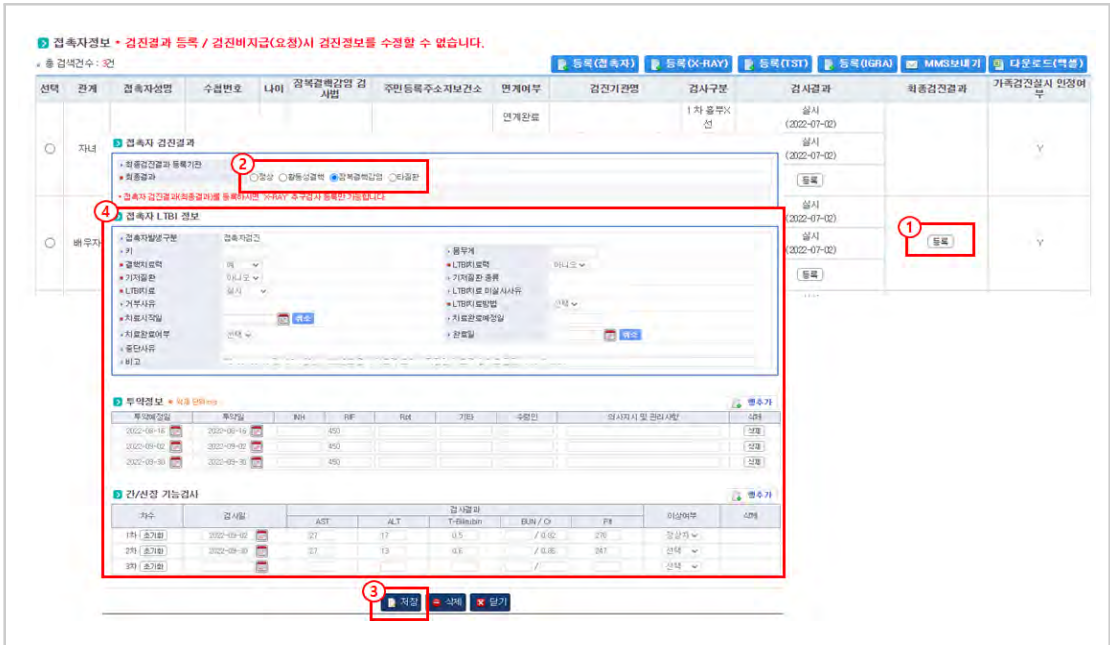 접촉자정보 * 검진결과 등록 / 검진비지급(요청)시 검진정보를 수정할 수 없습니다.
총 검색건수 : 3건
등록(접촉자) 등록(X-RAY) 등록(TST) 등록(IGRA) MMS보내기 다운로드(엑셀)
선택 관계 접촉자성명 수첩번호 나이 잠복결핵감염 검사법 주민등록주소지보건소 연계여부 검진기관명 검사구분 검사결과 최종검진결과 가족검진실시 인정여부
연계완료 1차 흉부X선 실시
(2022-07-02)
자녀 실시
(2022-07-02) Y
등록
접촉자 검진결과
최종검진결과 등록기관
2
최종결과 정상 활동성결핵 잠복결핵감염 타질환
* 접촉자 검진결과(최종결과)를 등록하시면 'X-RAY' 추구검사 등록만 가능합니다.
4
접촉자 LTBI 정보
실시
(2022-07-02)
1
배우자 실시
(2022-07-02) 등록 Y
등록
접촉자발생구분 접촉자검진
키 몸무게
결핵치료력 예 LTBI치료력 아니오
기저질환 아니오 기저질환 종류
LTBI치료 실시 LTBI치료 미실시사유
거부사유 LTBI치료방법 선택
치료시작일 취소 치료완료예정일
치료완료여부 선택 완료일 취소
중단사유
비고
투약정보 행추가
투약예정일 투약일 INH RIF Rpt 기타 수령인 의사지시 및 관리사항 삭제
2022-08-16 2022-08-16 450 삭제
2022-09-02 2022-09-02 450 삭제
2022-09-30 2022-09-30 450 삭제
간/신장 기능검사 행추가
차수 검사일 검사결과 이상여부 삭제
AST ALT T-Bilirubin BUN / Cr Plt
1차 초기화 2022-09-02 27 17 0.5 / 0.82 270
2차 초기화 2022-09-30 27 13 247 선택
3차 초기화 / 선택
3
저장 삭제 닫기